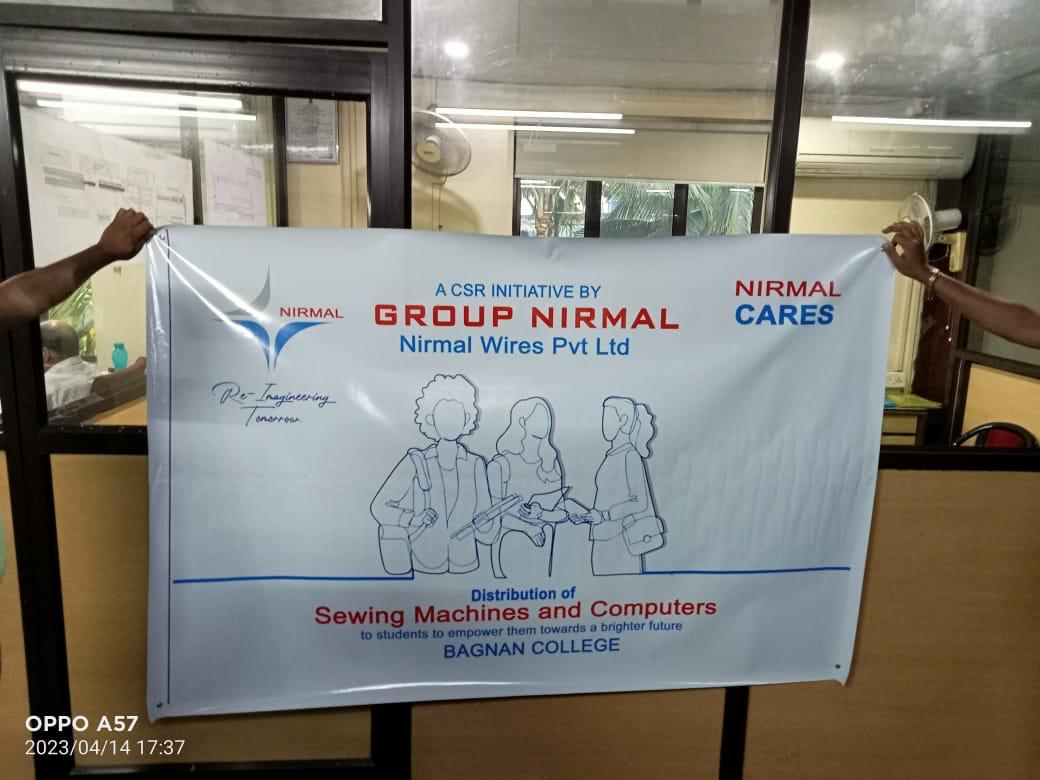 NIRMAL
Re-Imagineering
Tomorrow.
A CSR INITIATIVE BY
GROUP NIRMAL
Nirmal Wires Pvt Ltd
NIRMAL
CARES
Distribution of
Sewing Machines and Computers
to students to empower them towards a brighter future
BAGNAN COLLEGE
OPPO A57
2023/04/14 17:37